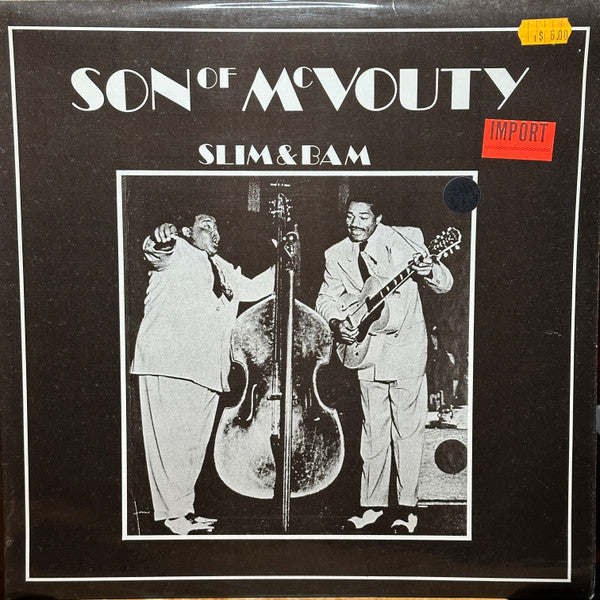 SON OF McVOUTY
SLIM & BAM
IMPORT